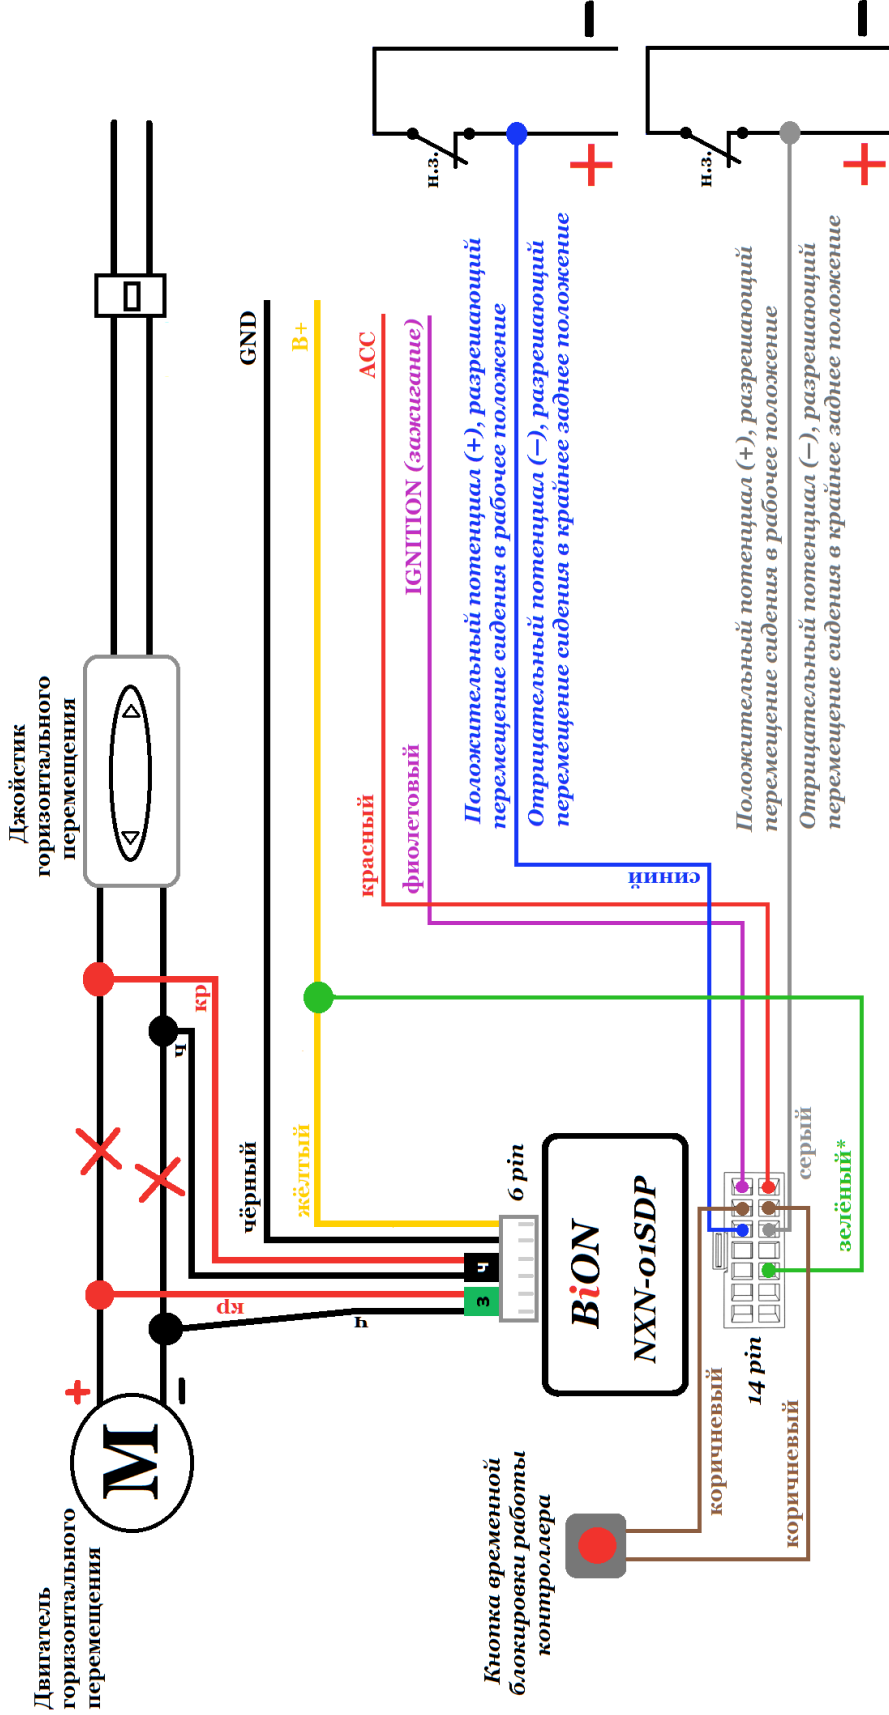 Двигатель
горизонтального
перемещения
М
+
−
Джойстик
горизонтального
перемещения
кр
ч
кр
ч
чёрный
GND
жёлтый
B+
красный
ACC
фиолетовый
IGNITION (зажигание)
Положительный потенциал (+), разрешающий
перемещение сидения в рабочее положение
Отрицательный потенциал (−), разрешающий
перемещение сидения в крайнее заднее положение
н.з.
+
−
Положительный потенциал (+), разрешающий
перемещение сидения в рабочее положение
Отрицательный потенциал (−), разрешающий
перемещение сидения в крайнее заднее положение
н.з.
+
−
синий
серый
зелёный*
З
Ч
6 pin
BiON
NXN-01SDP
14 pin
коричневый
коричневый
Кнопка временной
блокировки работы
контроллера